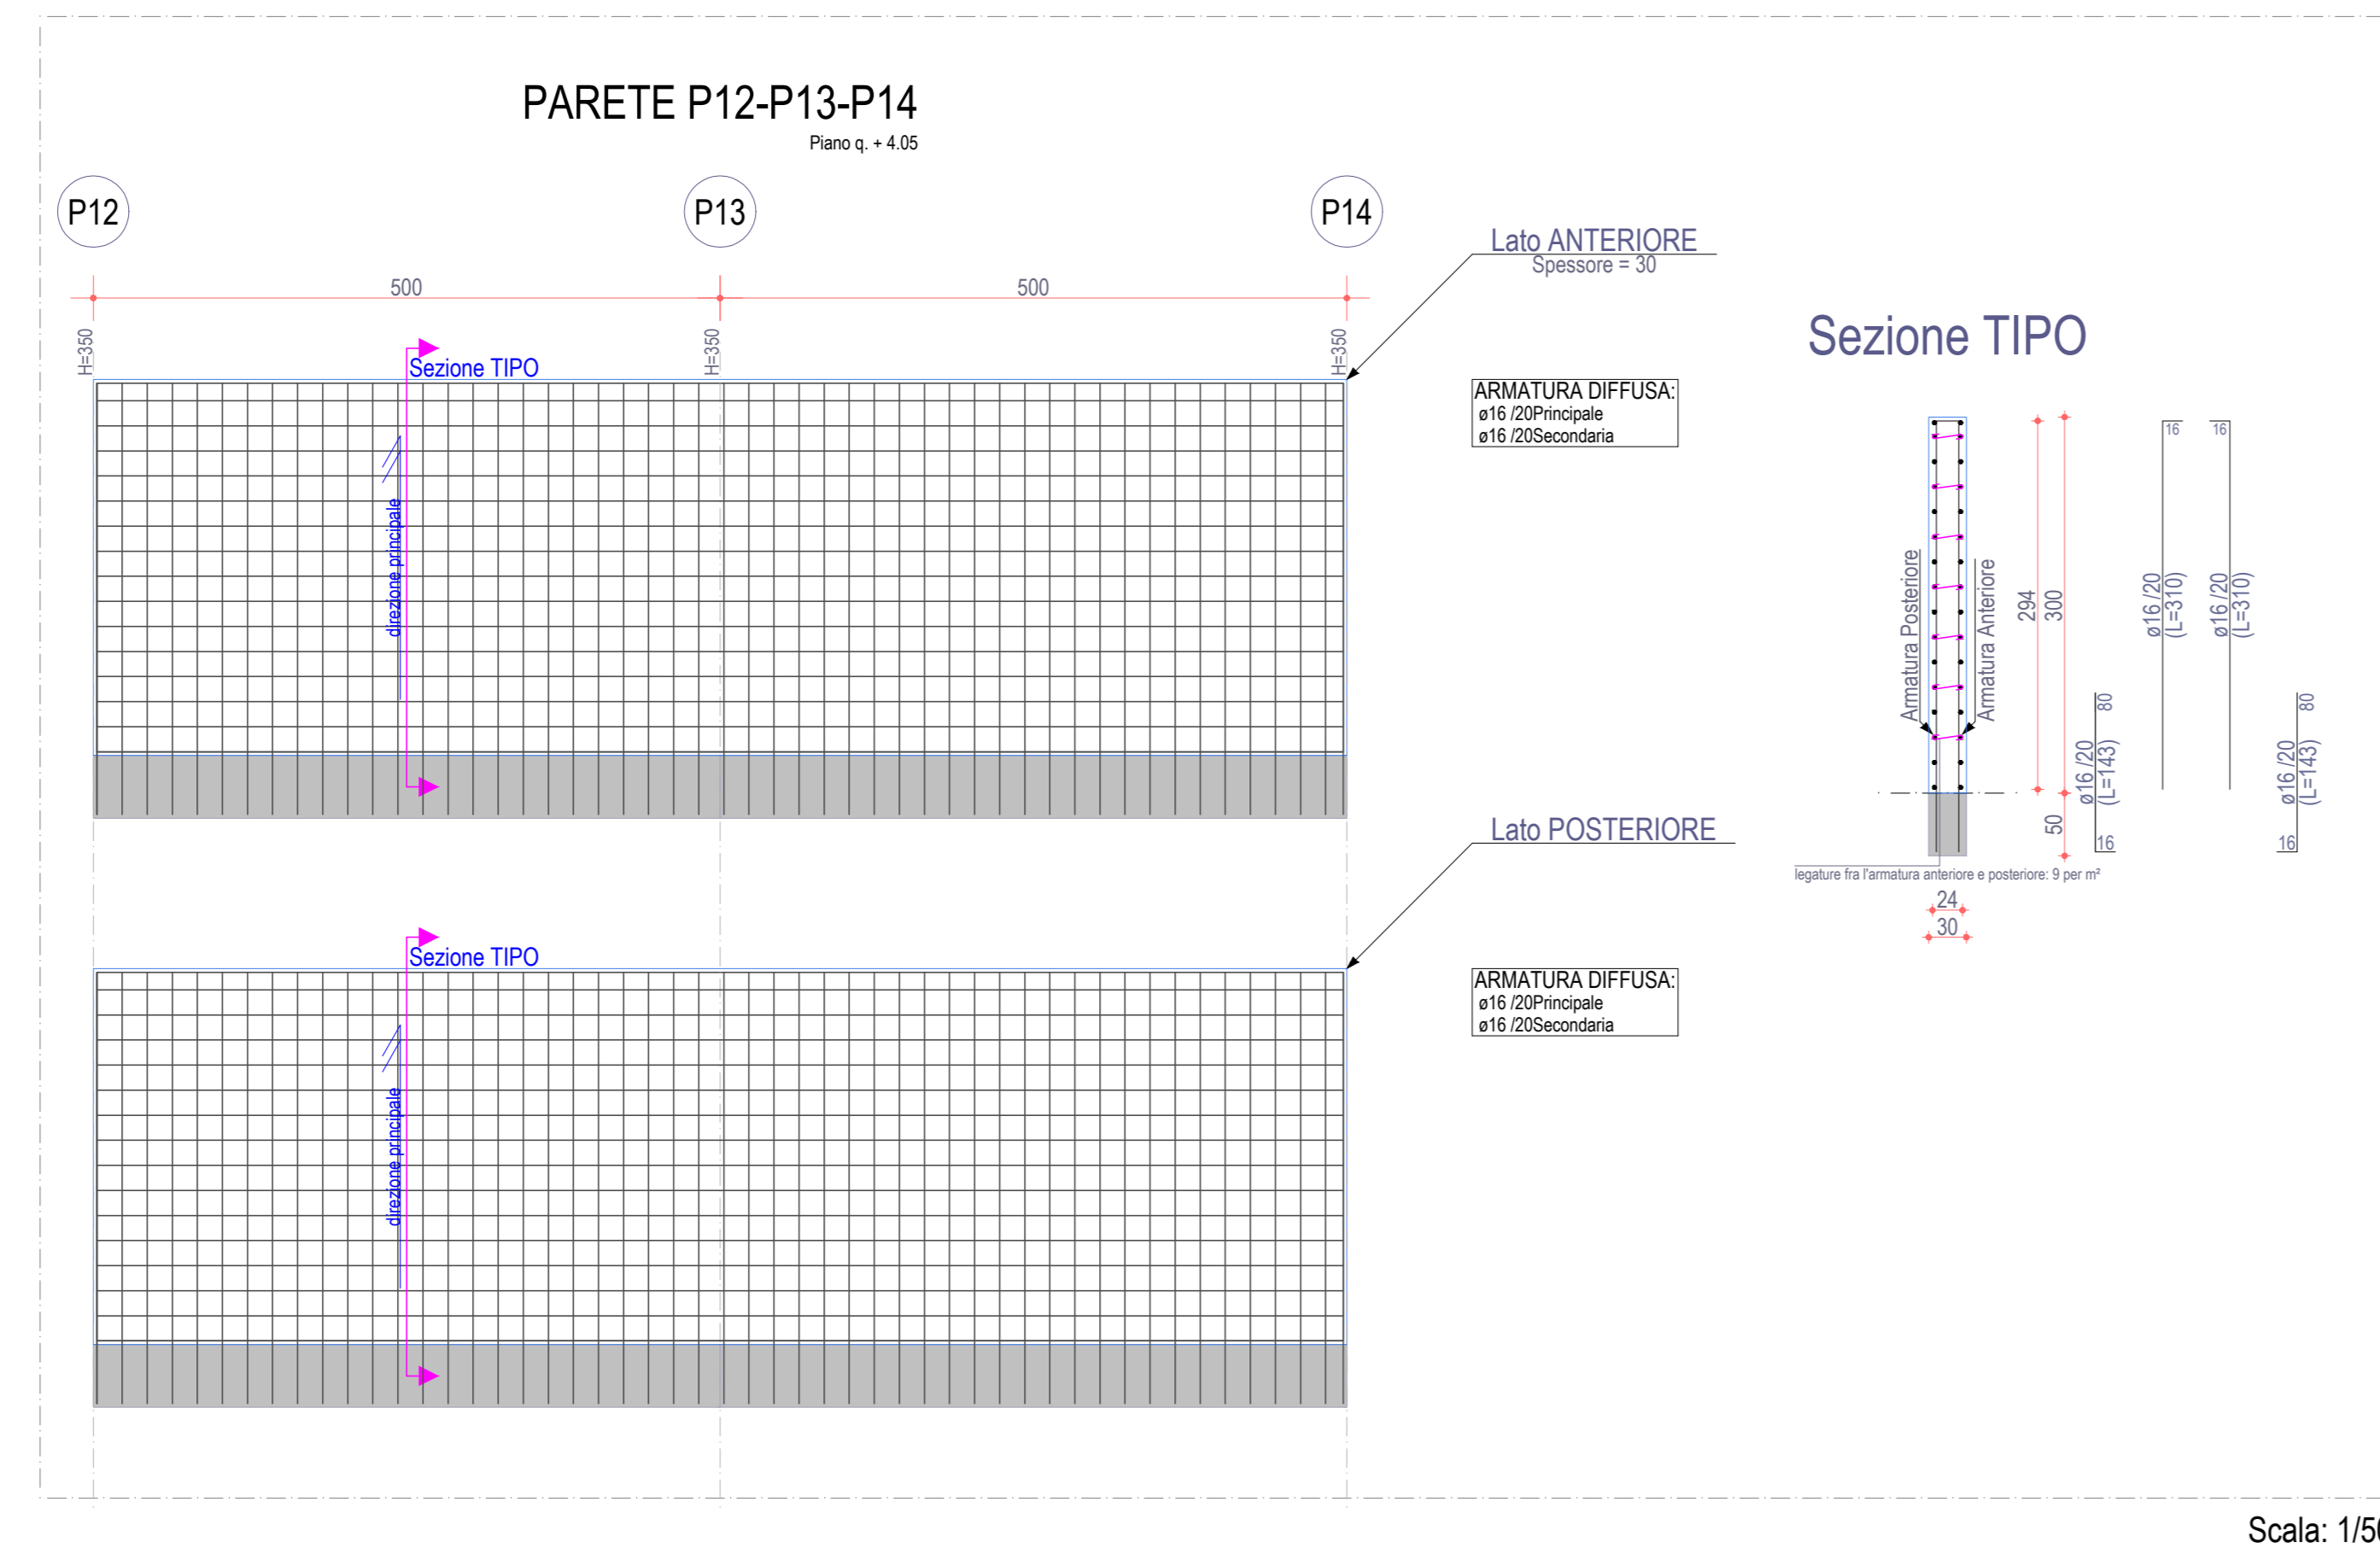 PARETE P12-P13-P14
Piano q. + 4.05
P12
P13
P14
500
500
H=350
H=350
H=350
Lato ANTERIORE
Spessore = 30
Sezione TIPO
direzione principale
ARMATURA DIFFUSA:
ø16 /20Principale
ø16 /20Secondaria
Lato POSTERIORE
Sezione TIPO
direzione principale
ARMATURA DIFFUSA:
ø16 /20Principale
ø16 /20Secondaria
Sezione TIPO
Armatura Posteriore
Armatura Anteriore
294
300
50
16
16
ø16 /20
(L=310)
ø16 /20
(L=310)
80
ø16 /20
(L=143)
16
80
ø16 /20
(L=143)
16
legature fra l'armatura anteriore e posteriore: 9 per m²
24
30
Scala: 1/5